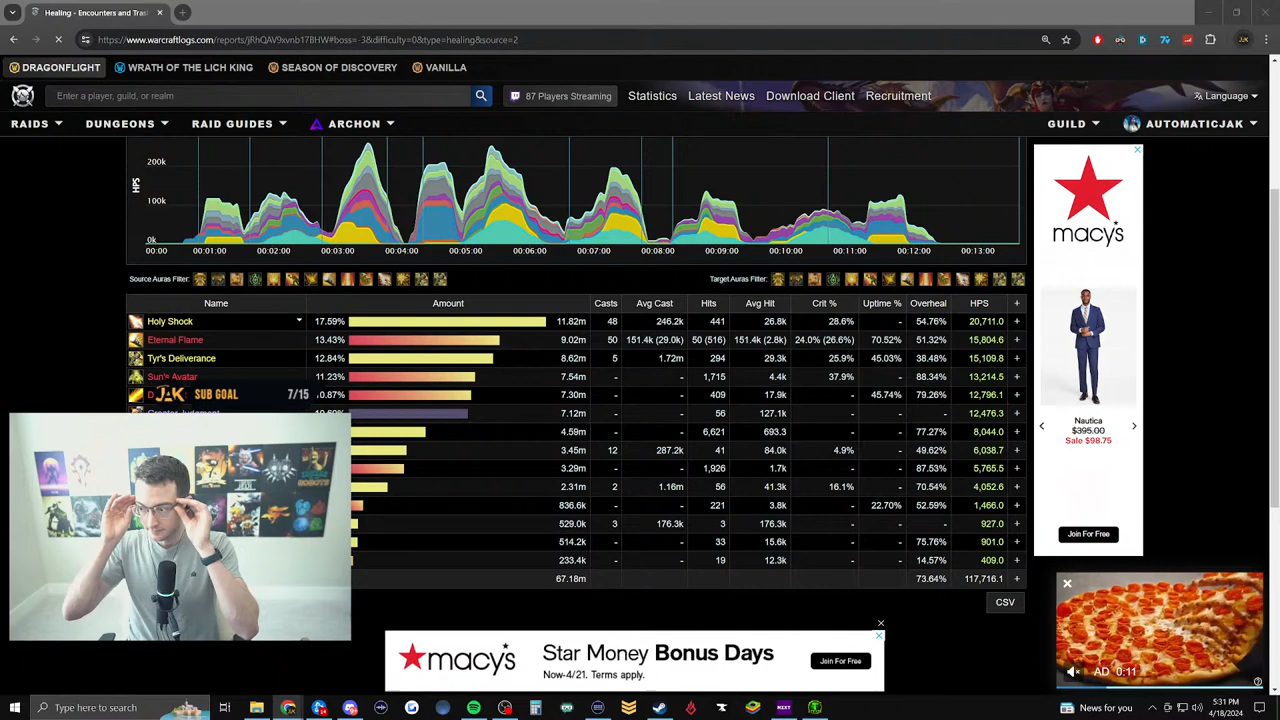 Healing - Encounters and Tras
https://www.warcraftlogs.com/reports/jRhQAV9xvnb17BHW#boss=-3&difficulty=0&type=healing&source=2
DRAGONFLIGHT WRATH OF THE LICH KING SEASON OF DISCOVERY VANILLA
Enter a player, guild, or realm 87 Players Streaming Statistics Latest News Download Client Recruitment Language
RAIDS DUNGEONS RAID GUIDES ARCHON GUILD AUTOMATICJAK
HPS
200k
100k
0k
00:01:00 00:02:00 00:03:00 00:04:00 00:05:00 00:06:00 00:07:00 00:08:00 00:09:00 00:10:00 00:11:00 00:12:00 00:13:00
Source Auras Filter: Target Auras Filter:
Name Amount Casts Avg Cast Hits Avg Hit Crit % Uptime % Overheal HPS +
Holy Shock 17.59% 11.82m 48 246.2k 441 26.8k 28.6% - 54.76% 20,711.0 +
Eternal Flame 13.43% 9.02m 50 151.4k (29.0k) 50 (516) 151.4k (2.8k) 24.0% (26.6%) 70.52% 51.32% 15,804.6 +
Tyr's Deliverance 12.84% 8.62m 5 1.72m 294 29.3k 25.9% 45.03% 38.48% 15,109.8 +
Sun's Avatar 11.23% 7.54m - - 1,715 4.4k 37.9% - 88.34% 13,214.5 +
D JAK SUB GOAL 7/15 0.87% 7.30m - - 409 17.9k - 45.74% 79.26% 12,796.1 +
Greater Judgment 10.60% 7.12m - - 56 127.1k - - - 12,476.3 +
4.59m - - 6,621 693.3 - - 77.27% 8,044.0 +
3.45m 12 287.2k 41 84.0k 4.9% - 49.62% 6,038.7 +
3.29m - - 1,926 1.7k - - 87.53% 5,765.5 +
2.31m 2 1.16m 56 41.3k 16.1% - 70.54% 4,052.6 +
836.6k - - 221 3.8k - 22.70% 52.59% 1,466.0 +
529.0k 3 176.3k 3 176.3k - - - 927.0 +
514.2k - - 33 15.6k - - 75.76% 901.0 +
233.4k - - 19 12.3k - - 14.57% 409.0 +
67.18m - - - - - - 73.64% 117,716.1 +
CSV
macy's
Nautica
$395.00
Sale $98.75
Join For Free
macy's
Star Money Bonus Days
Now-4/21. Terms apply.
Join For Free
AD 0:11
Type here to search
NEXT
News for you
5:31 PM
4/18/2024